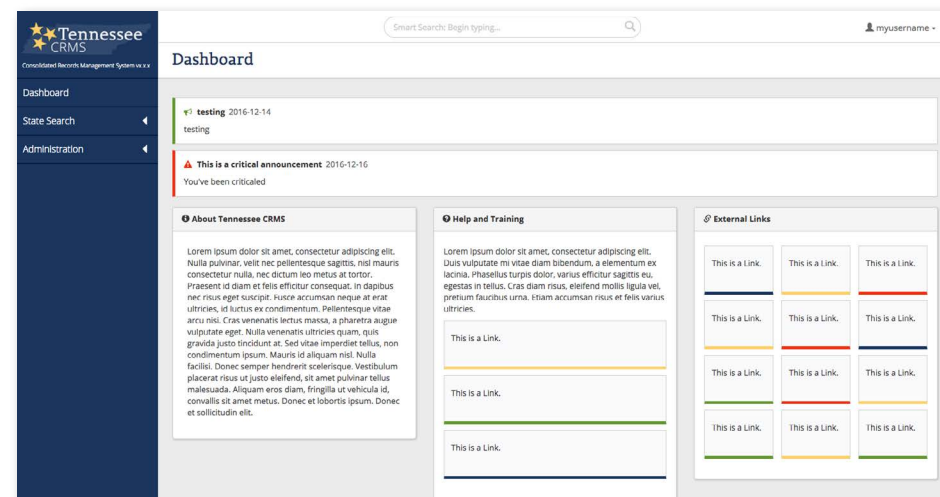 Tennessee
CRMS
Consolidated Records Management System vx.x.x
Smart Search: Begin typing...
myusername
Dashboard
Dashboard
State Search
Administration
testing 2016-12-14
testing
This is a critical announcement 2016-12-16
You've been criticaled
About Tennessee CRMS
Lorem ipsum dolor sit amet, consectetur adipiscing elit.
Nulla pulvinar, velit nec pellentesque sagittis, nisl mauris
consectetur nulla, nec dictum leo metus at tortor.
Praesent id diam et felis efficitur consequat. In dapibus
nec risus eget suscipit. Fusce accumsan neque at erat
ultricies, id luctus ex condimentum. Pellentesque vitae
arcu nisi. Cras venenatis lectus massa, a pharetra augue
vulputate eget. Nulla venenatis ultricies quam, quis
gravida justo tincidunt at. Sed vitae imperdiet tellus, non
condimentum ipsum. Mauris id aliquam nisl. Nulla
facilisi. Donec semper hendrerit scelerisque. Vestibulum
placerat risus ut justo eleifend, sit amet pulvinar tellus
malesuada. Aliquam eros diam, fringilla ut vehicula id,
convallis sit amet metus. Donec et lobortis ipsum. Donec
et sollicitudin elit.
Help and Training
Lorem ipsum dolor sit amet, consectetur adipiscing elit.
Duis vulputate mi vitae diam bibendum, a elementum ex
lacinia. Phasellus turpis dolor, varius efficitur sagittis eu,
egestas in tellus. Cras diam risus, eleifend mollis ligula vel,
pretium faucibus urna. Etiam accumsan risus et felis varius
ultricies.
This is a Link.
This is a Link.
This is a Link.
External Links
This is a Link. This is a Link. This is a Link.
This is a Link. This is a Link. This is a Link.
This is a Link. This is a Link. This is a Link.
This is a Link. This is a Link. This is a Link.